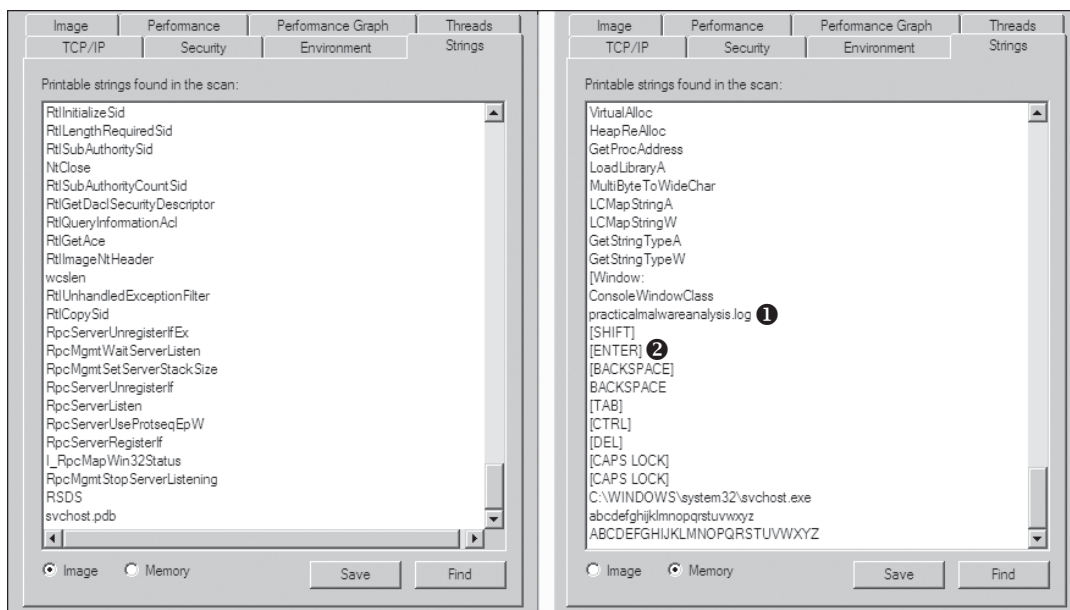 Image Performance Performance Graph Threads
TCP/IP Security Environment Strings
Printable strings found in the scan:
RtlInitializeSid
RtlLengthRequiredSid
RtlSubAuthoritySid
NtClose
RtlSubAuthorityCountSid
RtlGetDaclSecurityDescriptor
RtlQueryInformationAcl
RtlGetAce
RtlImageNtHeader
wcslen
RtlUnhandledExceptionFilter
RtlCopySid
RpcServerUnregisterIfEx
RpcMgmtWaitServerListen
RpcMgmtSetServerStackSize
RpcServerUnregisterIf
RpcServerListen
RpcServerUseProtseqEpW
RpcServerRegisterIf
I_RpcMapWin32Status
RpcMgmtStopServerListening
RSDS
svchost.pdb
Image Memory Save Find
Image Performance Performance Graph Threads
TCP/IP Security Environment Strings
Printable strings found in the scan:
VirtualAlloc
HeapReAlloc
GetProcAddress
LoadLibraryA
MultiByteToWideChar
LCMapStringA
LCMapStringW
GetStringTypeA
GetStringTypeW
[Window:
ConsoleWindowClass
practicalmalwareanalysis.log ❶
[SHIFT]
[ENTER] ❷
[BACKSPACE]
BACKSPACE
[TAB]
[CTRL]
[DEL]
[CAPS LOCK]
[CAPS LOCK]
C:\WINDOWS\system32\svchost.exe
abcdefghijklmnopqrstuvwxyz
ABCDEFGHIJKLMNOPQRSTUVWXYZ
Image Memory Save Find